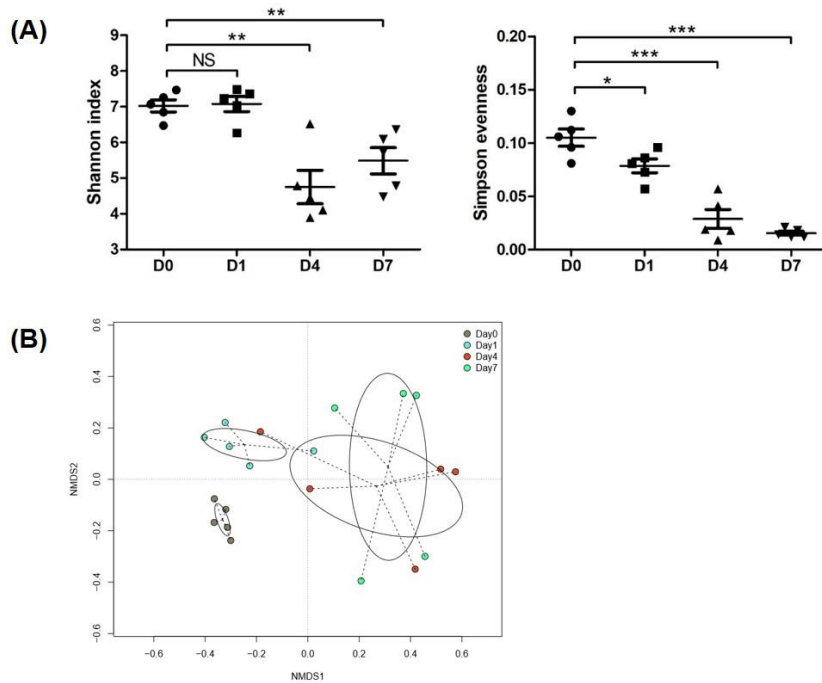 (A)
Shannon index
9
8
7
6
5
4
3
**
**
NS
D0 D1 D4 D7
Simpson evenness
0.20
0.15
0.10
0.05
0.00
***
***
*
D0 D1 D4 D7
(B)
NMDS2
0.6
0.4
0.2
0.0
−0.2
−0.4
−0.6
Day0
Day1
Day4
Day7
−0.6 −0.4 −0.2 0.0 0.2 0.4 0.6
NMDS1